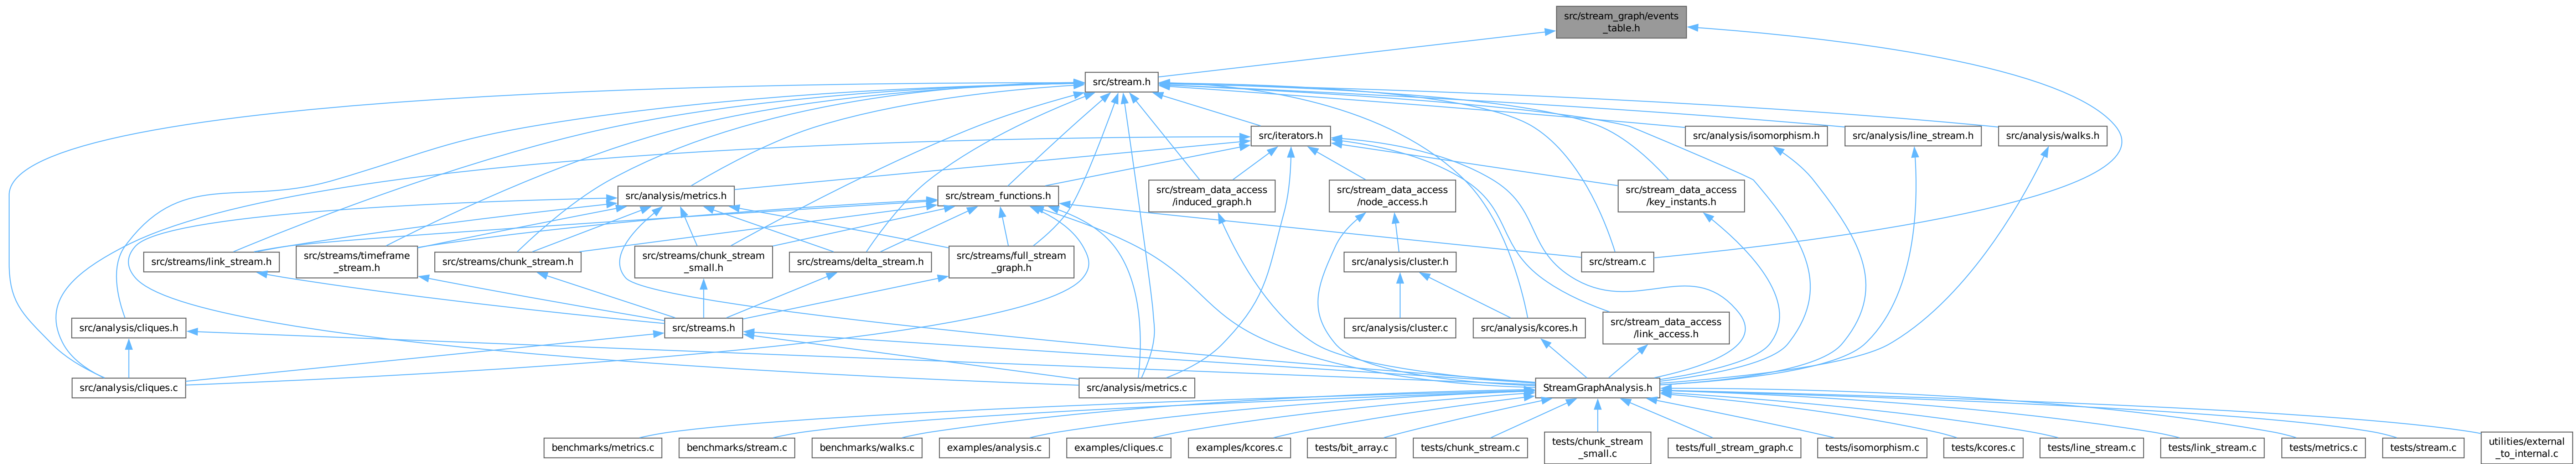 src/stream_graph/events
_table.h
src/stream.h
src/iterators.h
src/analysis/isomorphism.h
src/analysis/line_stream.h
src/analysis/walks.h
src/analysis/metrics.h
src/stream_functions.h
src/stream_data_access
/induced_graph.h
src/stream_data_access
/node_access.h
src/stream_data_access
/key_instants.h
src/streams/link_stream.h
src/streams/timeframe
_stream.h
src/streams/chunk_stream.h
src/streams/chunk_stream
_small.h
src/streams/delta_stream.h
src/streams/full_stream
_graph.h
src/analysis/cluster.h
src/stream.c
src/analysis/cliques.h
src/streams.h
src/analysis/cluster.c
src/analysis/kcores.h
src/stream_data_access
/link_access.h
src/analysis/cliques.c
src/analysis/metrics.c
StreamGraphAnalysis.h
benchmarks/metrics.c
benchmarks/stream.c
benchmarks/walks.c
examples/analysis.c
examples/cliques.c
examples/kcores.c
tests/bit_array.c
tests/chunk_stream.c
tests/chunk_stream
_small.c
tests/full_stream_graph.c
tests/isomorphism.c
tests/kcores.c
tests/line_stream.c
tests/link_stream.c
tests/metrics.c
tests/stream.c
utilities/external
_to_internal.c